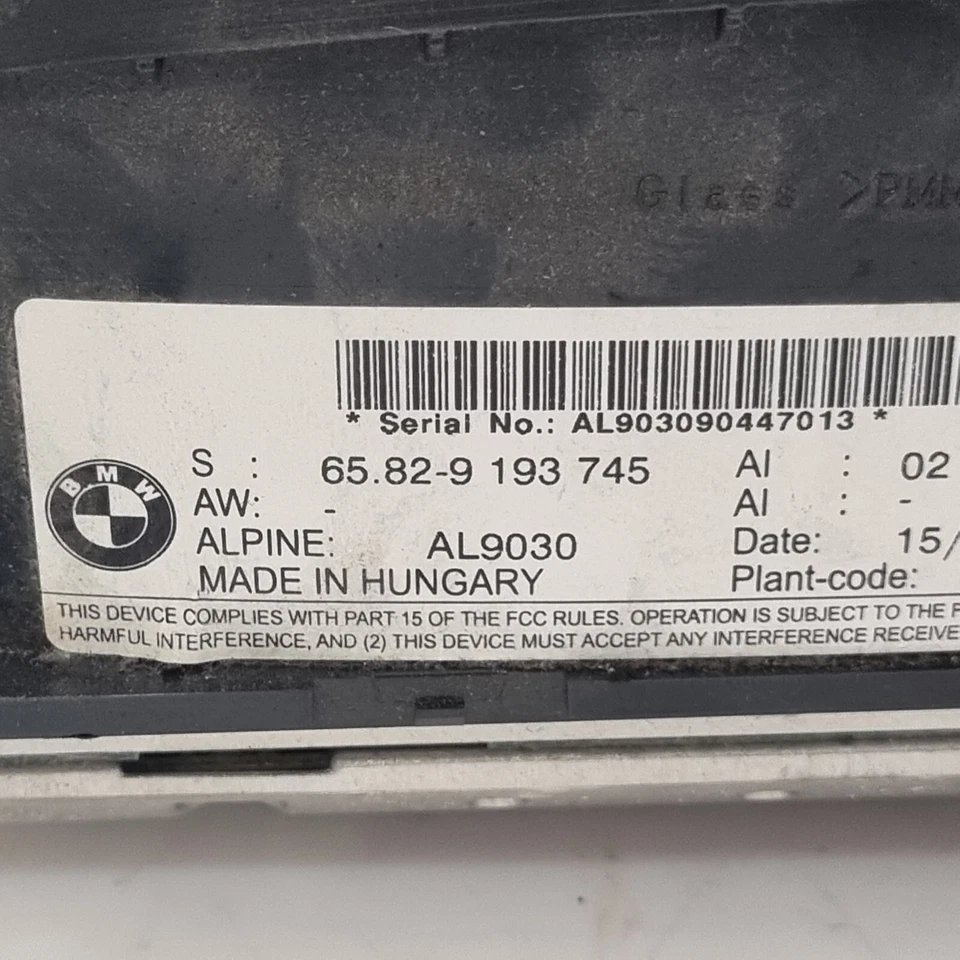 Glass >PMM
* Serial No.: AL903090447013 *
S : 65.82-9 193 745 AI : 02
BMW
AW: - AI : -
ALPINE: AL9030 Date: 15/
MADE IN HUNGARY Plant-code:
THIS DEVICE COMPLIES WITH PART 15 OF THE FCC RULES. OPERATION IS SUBJECT TO THE F
HARMFUL INTERFERENCE, AND (2) THIS DEVICE MUST ACCEPT ANY INTERFERENCE RECEIVE